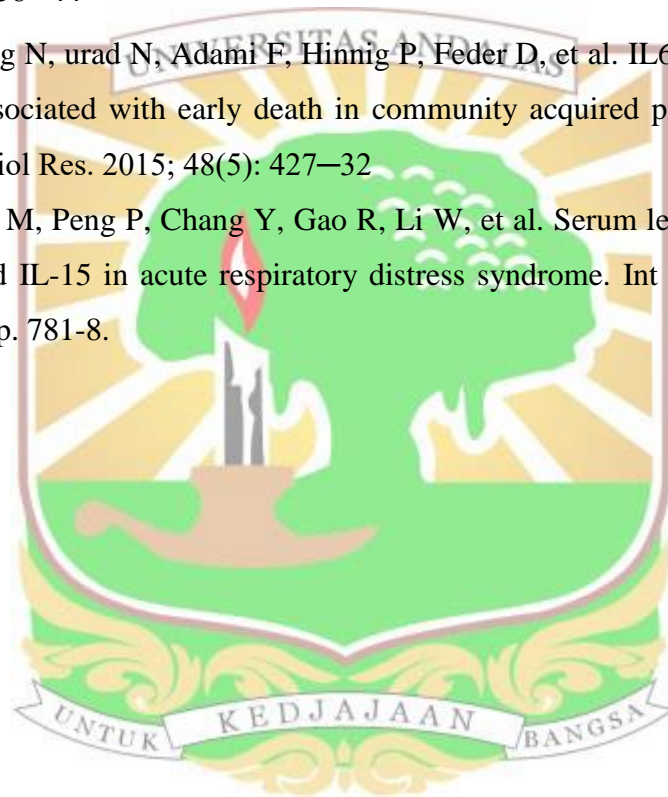 g N, urad N, Adami F, Hinnig P, Feder D, et al. IL6
UNIVERSITAS ANDALAS
sociated with early death in community acquired p
iol Res. 2015; 48(5): 427─32
M, Peng P, Chang Y, Gao R, Li W, et al. Serum le
d IL-15 in acute respiratory distress syndrome. Int
p. 781-8.
UNTUK KEDJAJAAN BANGSA